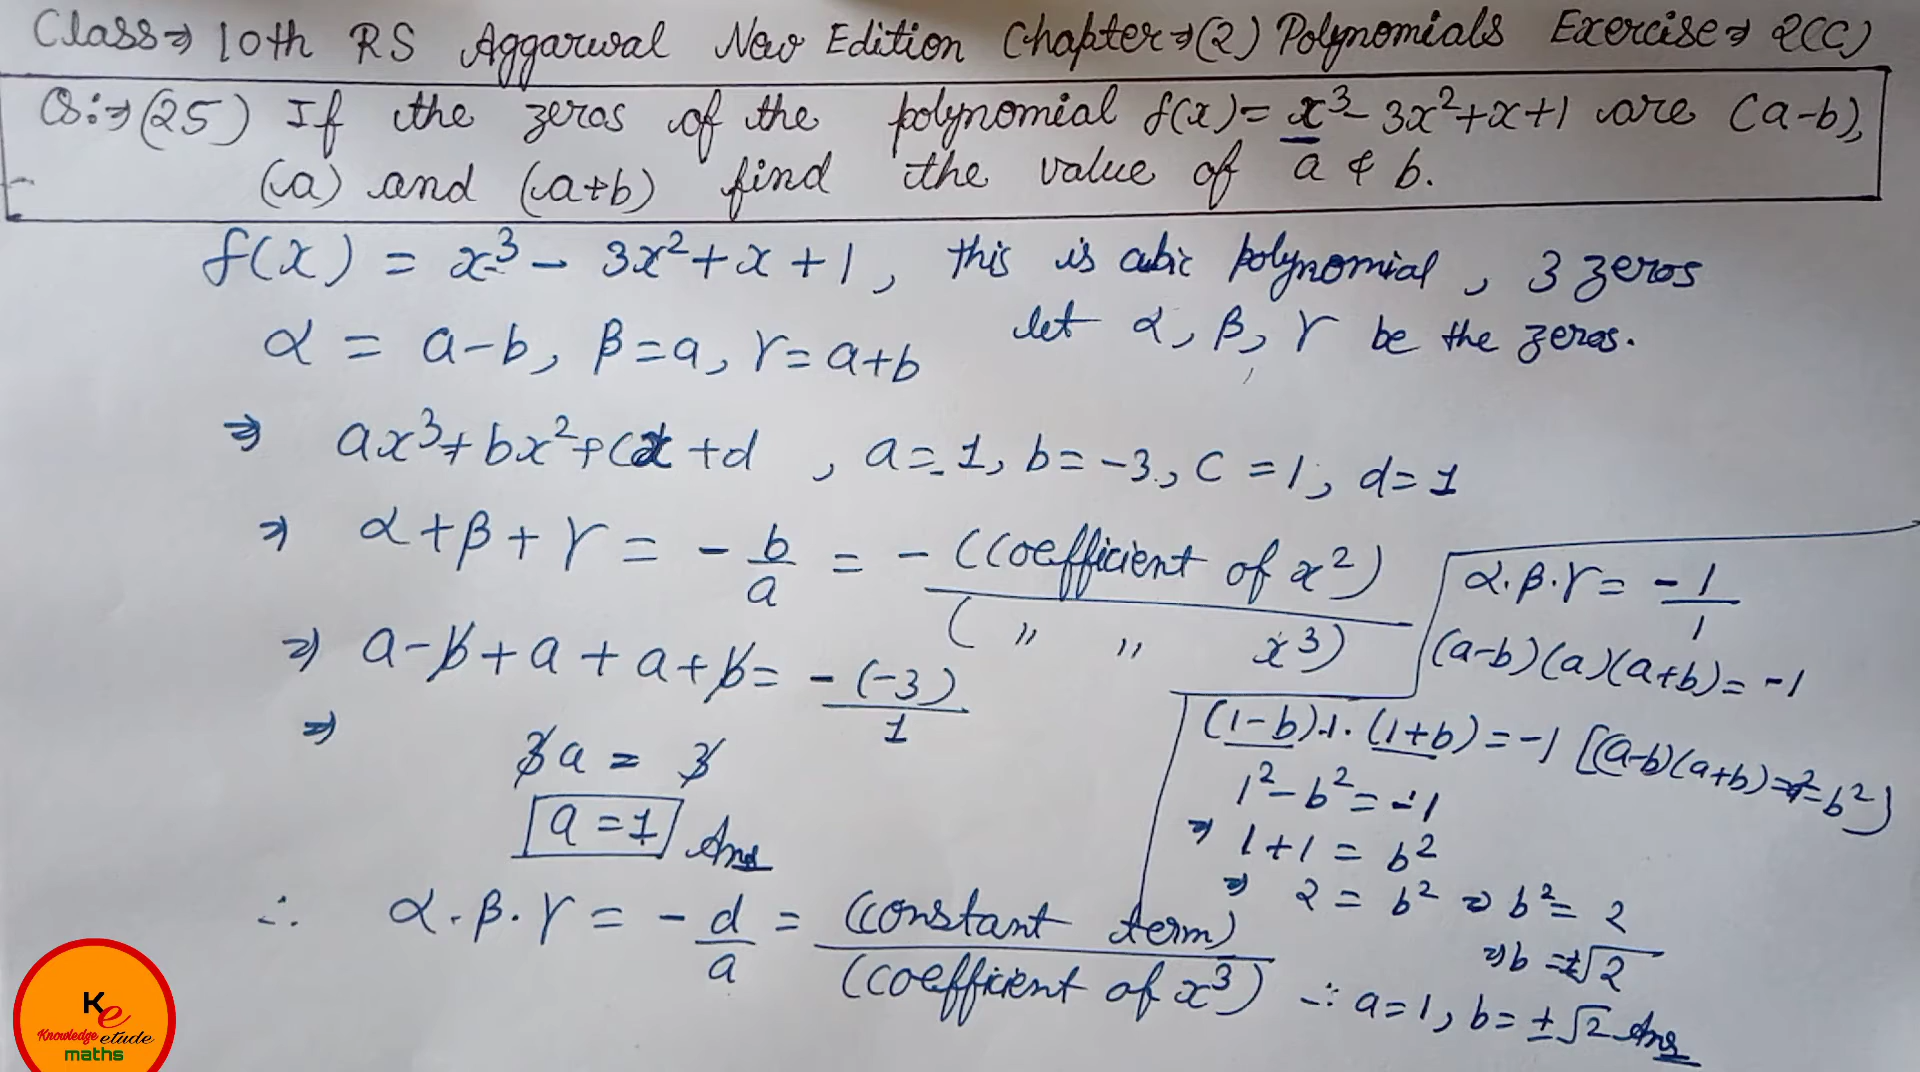 Class⇒ 10th RS Aggarwal New Edition Chapter⇒(2) Polynomials Exercise⇒ 2(C)
Q:⇒(25) If the zeros of the polynomial f(x)= x³- 3x²+x+1 are (a-b),
(a) and (a+b) find the value of a & b.
f(x) = x³ - 3x²+x+1, this is cubic polynomial, 3 zeros
let α, β, γ be the zeros.
α = a-b, β=a, γ=a+b
⇒ ax³+bx²+cx+d , a=1, b=-3, c=1, d=1
⇒ α+β+γ = -b/a = -(coefficient of x²)/( " " x³)
⇒ a-b+a+a+b= -(-3)/1
⇒ 3a = 3
a=1 Ans
∴ α.β.γ = -d/a = (constant term)/(coefficient of x³)
α.β.γ= -1/1
(a-b)(a)(a+b)= -1
(1-b).1.(1+b)=-1 [(a-b)(a+b)=a²-b²]
1²-b²=-1
⇒ 1+1 = b²
⇒ 2 = b² ⇒ b²= 2
⇒b =±√2
∴ a=1, b=±√2 Ans
Ke
Knowledge etude
maths